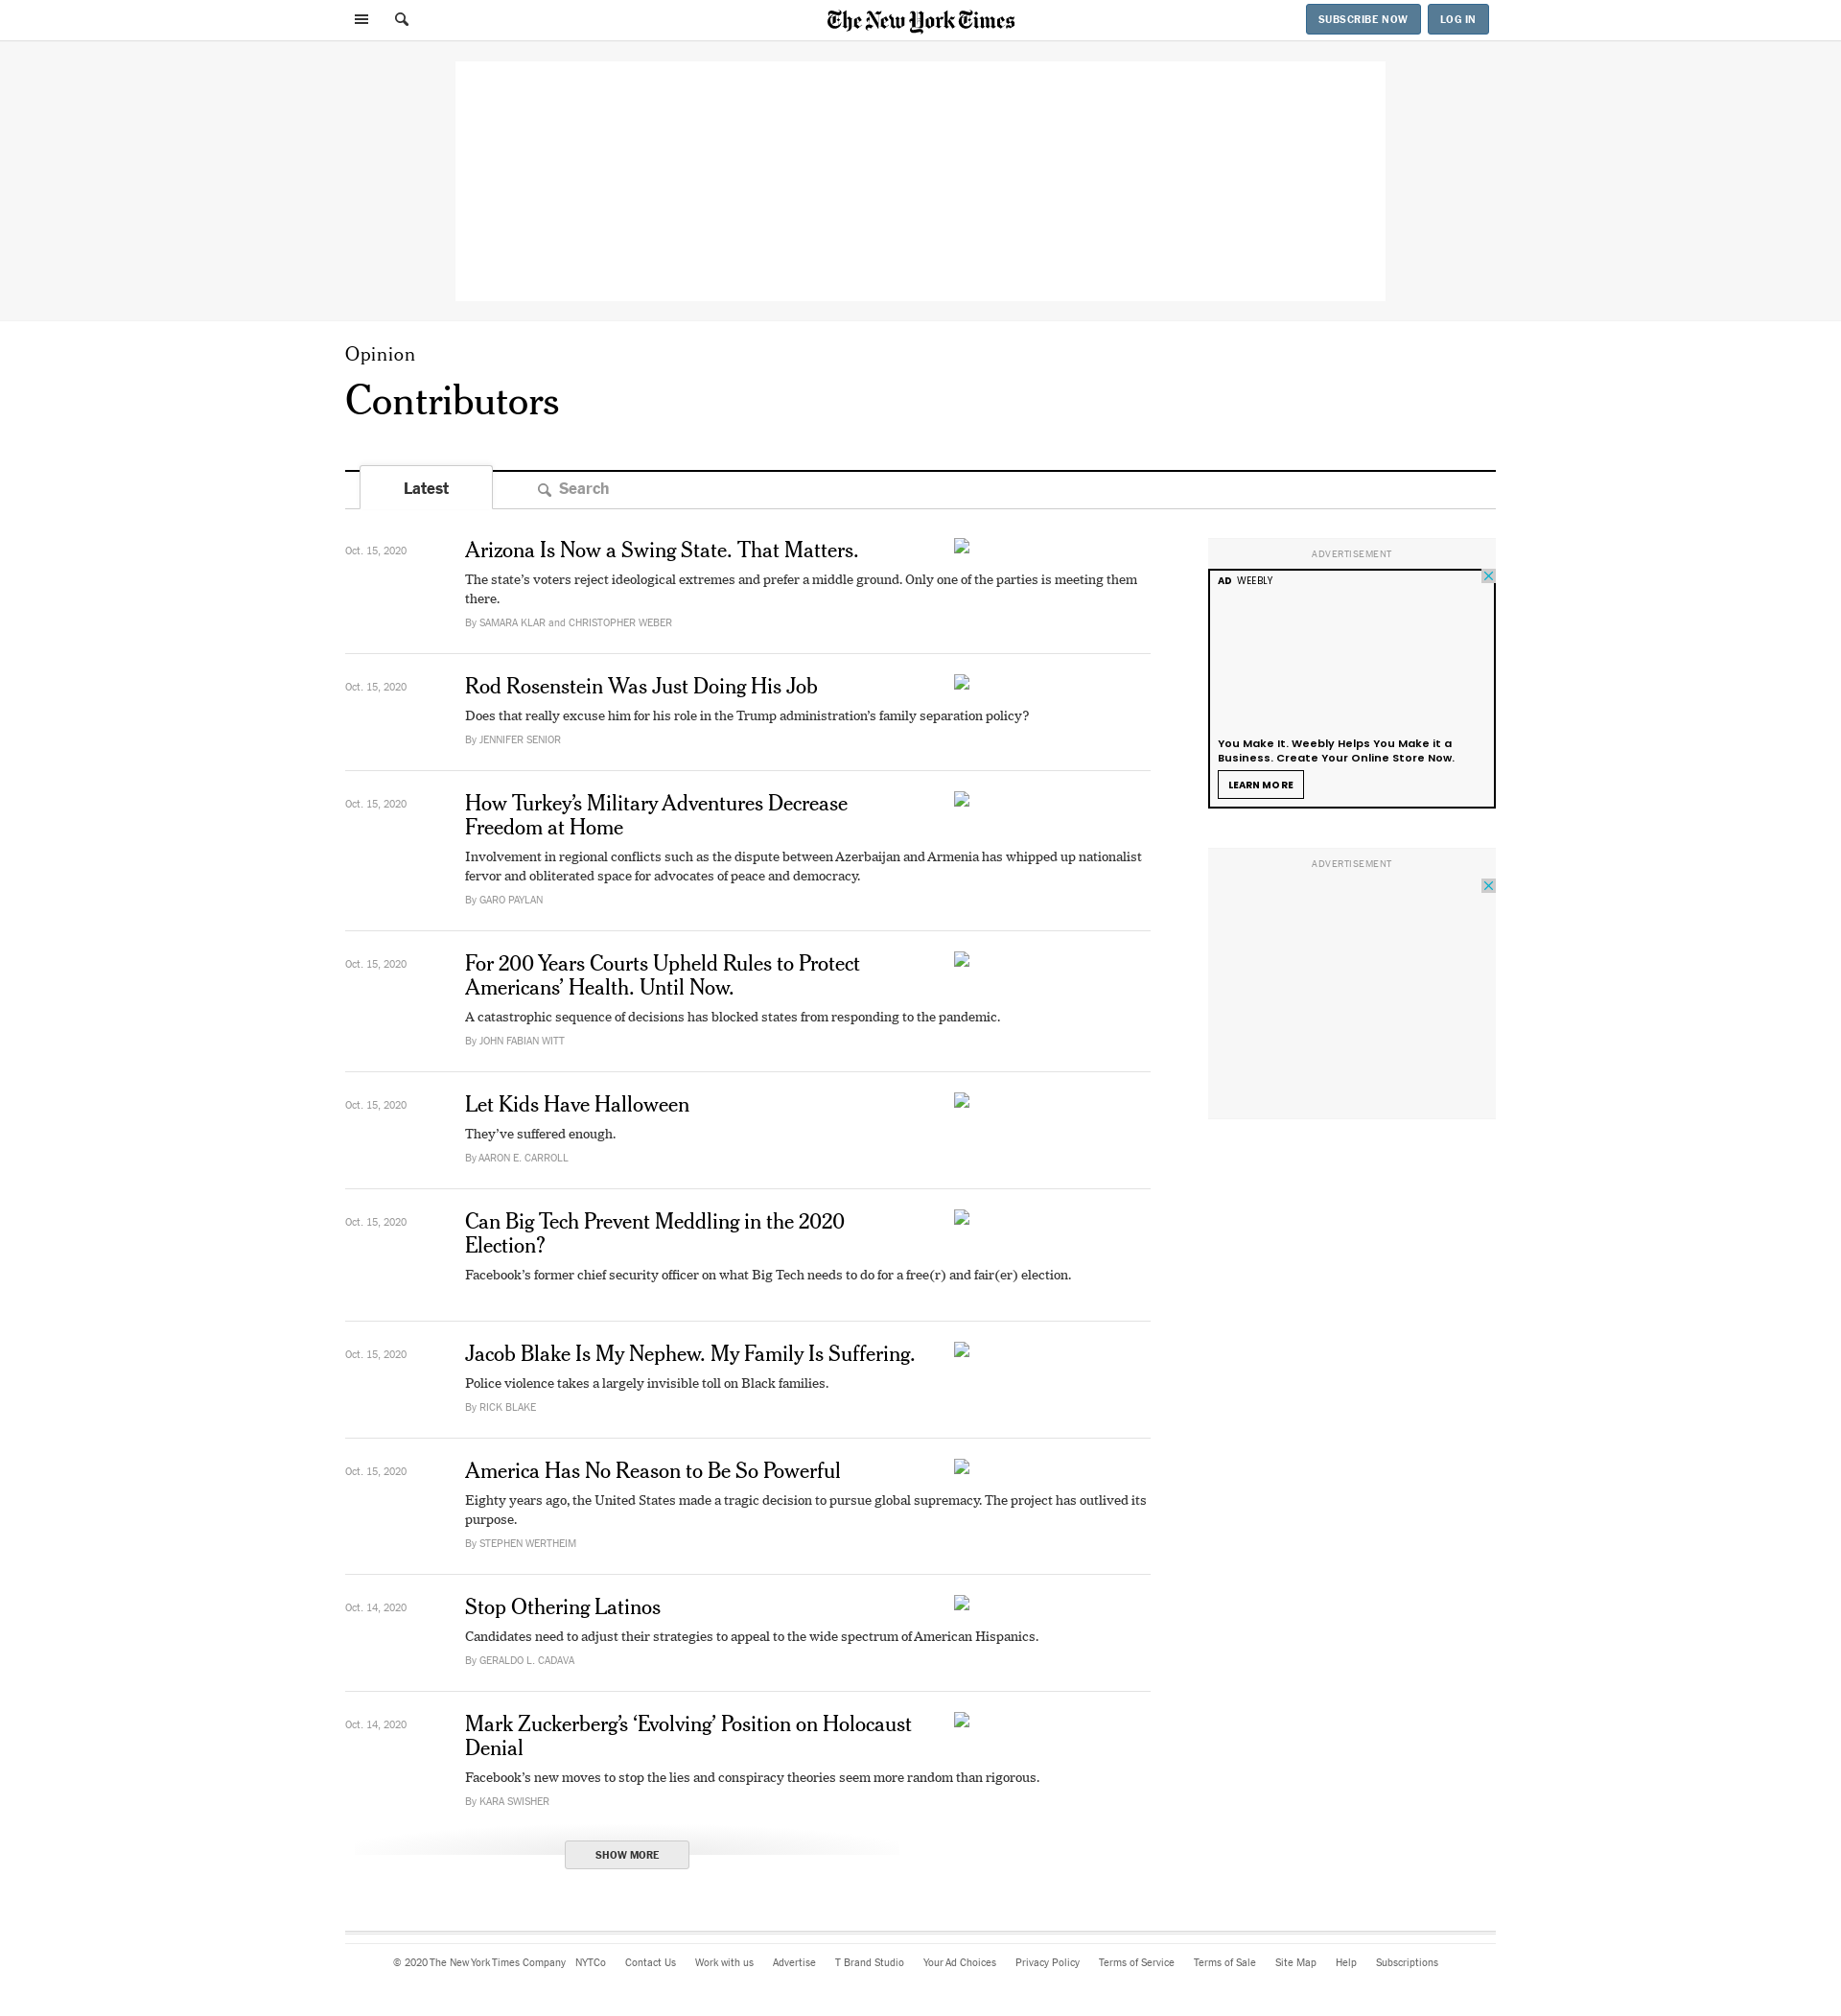 The New York Times
SUBSCRIBE NOW
LOG IN
Opinion
Contributors
Latest
Search
Oct. 15, 2020
Arizona Is Now a Swing State. That Matters.
The state’s voters reject ideological extremes and prefer a middle ground. Only one of the parties is meeting them
there.
By SAMARA KLAR and CHRISTOPHER WEBER
Oct. 15, 2020
Rod Rosenstein Was Just Doing His Job
Does that really excuse him for his role in the Trump administration’s family separation policy?
By JENNIFER SENIOR
Oct. 15, 2020
How Turkey’s Military Adventures Decrease
Freedom at Home
Involvement in regional conflicts such as the dispute between Azerbaijan and Armenia has whipped up nationalist
fervor and obliterated space for advocates of peace and democracy.
By GARO PAYLAN
Oct. 15, 2020
For 200 Years Courts Upheld Rules to Protect
Americans’ Health. Until Now.
A catastrophic sequence of decisions has blocked states from responding to the pandemic.
By JOHN FABIAN WITT
Oct. 15, 2020
Let Kids Have Halloween
They’ve suffered enough.
By AARON E. CARROLL
Oct. 15, 2020
Can Big Tech Prevent Meddling in the 2020
Election?
Facebook’s former chief security officer on what Big Tech needs to do for a free(r) and fair(er) election.
Oct. 15, 2020
Jacob Blake Is My Nephew. My Family Is Suffering.
Police violence takes a largely invisible toll on Black families.
By RICK BLAKE
Oct. 15, 2020
America Has No Reason to Be So Powerful
Eighty years ago, the United States made a tragic decision to pursue global supremacy. The project has outlived its
purpose.
By STEPHEN WERTHEIM
Oct. 14, 2020
Stop Othering Latinos
Candidates need to adjust their strategies to appeal to the wide spectrum of American Hispanics.
By GERALDO L. CADAVA
Oct. 14, 2020
Mark Zuckerberg’s ‘Evolving’ Position on Holocaust
Denial
Facebook’s new moves to stop the lies and conspiracy theories seem more random than rigorous.
By KARA SWISHER
SHOW MORE
ADVERTISEMENT
AD WEEBLY
You Make It. Weebly Helps You Make it a
Business. Create Your Online Store Now.
LEARN MORE
ADVERTISEMENT
© 2020 The New York Times Company NYTCo Contact Us Work with us Advertise T Brand Studio Your Ad Choices Privacy Policy Terms of Service Terms of Sale Site Map Help Subscriptions